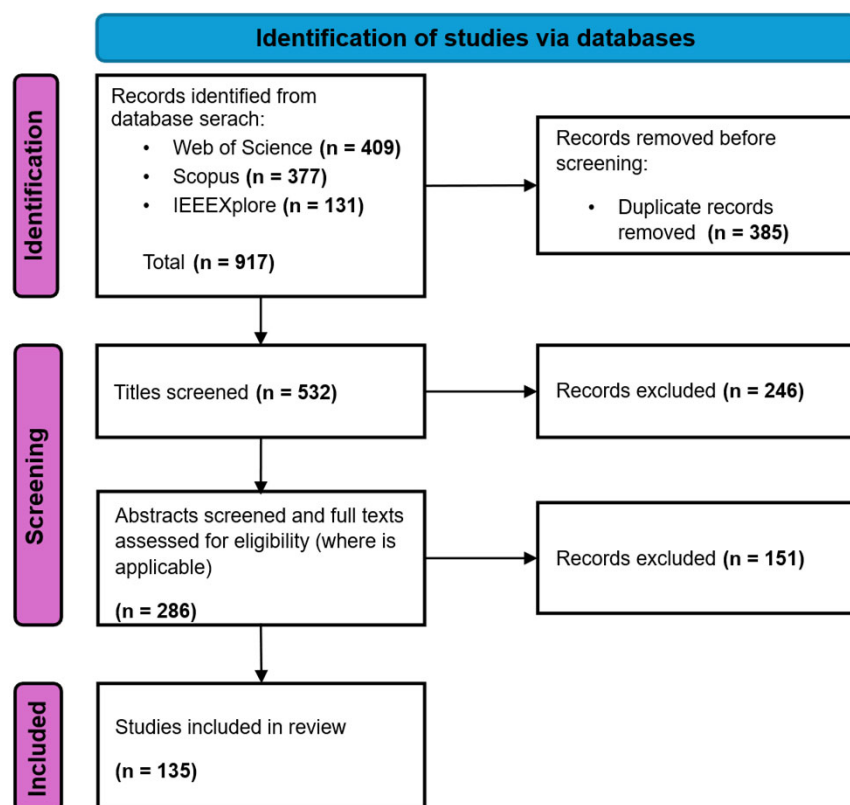 Identification of studies via databases
Identification
Records identified from
database serach:
• Web of Science (n = 409)
• Scopus (n = 377)
• IEEEXplore (n = 131)
Total (n = 917)
Records removed before
screening:
• Duplicate records
removed (n = 385)
Screening
Titles screened (n = 532)
Records excluded (n = 246)
Abstracts screened and full texts
assessed for eligibility (where is
applicable)
(n = 286)
Records excluded (n = 151)
Included
Studies included in review
(n = 135)